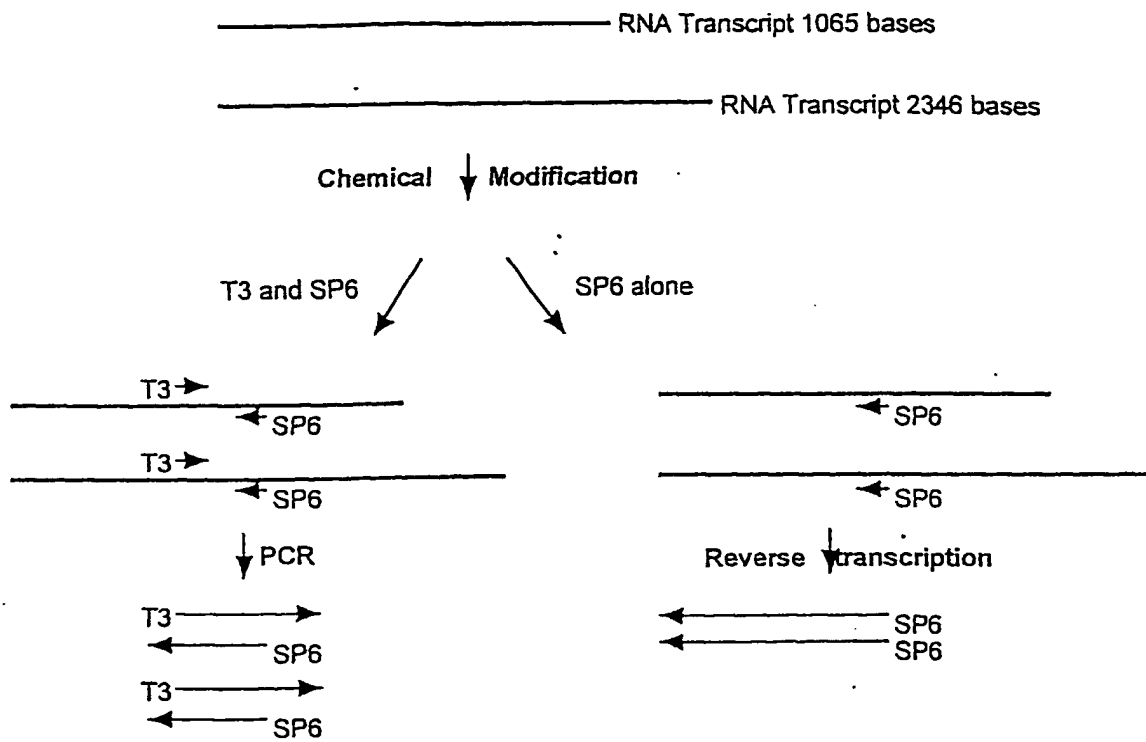 RNA Transcript 1065 bases
RNA Transcript 2346 bases
Chemical Modification
T3 and SP6
SP6 alone
T3
SP6
SP6
T3
SP6
SP6
PCR
Reverse transcription
T3
SP6
SP6
SP6
T3
SP6